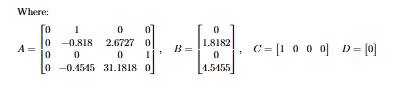 Where:
A = [0 1 0 0; 0 −0.818 2.6727 0; 0 0 0 1; 0 −0.4545 31.1818 0], B = [0; 1.8182; 0; 4.5455], C = [1 0 0 0] D = [0]